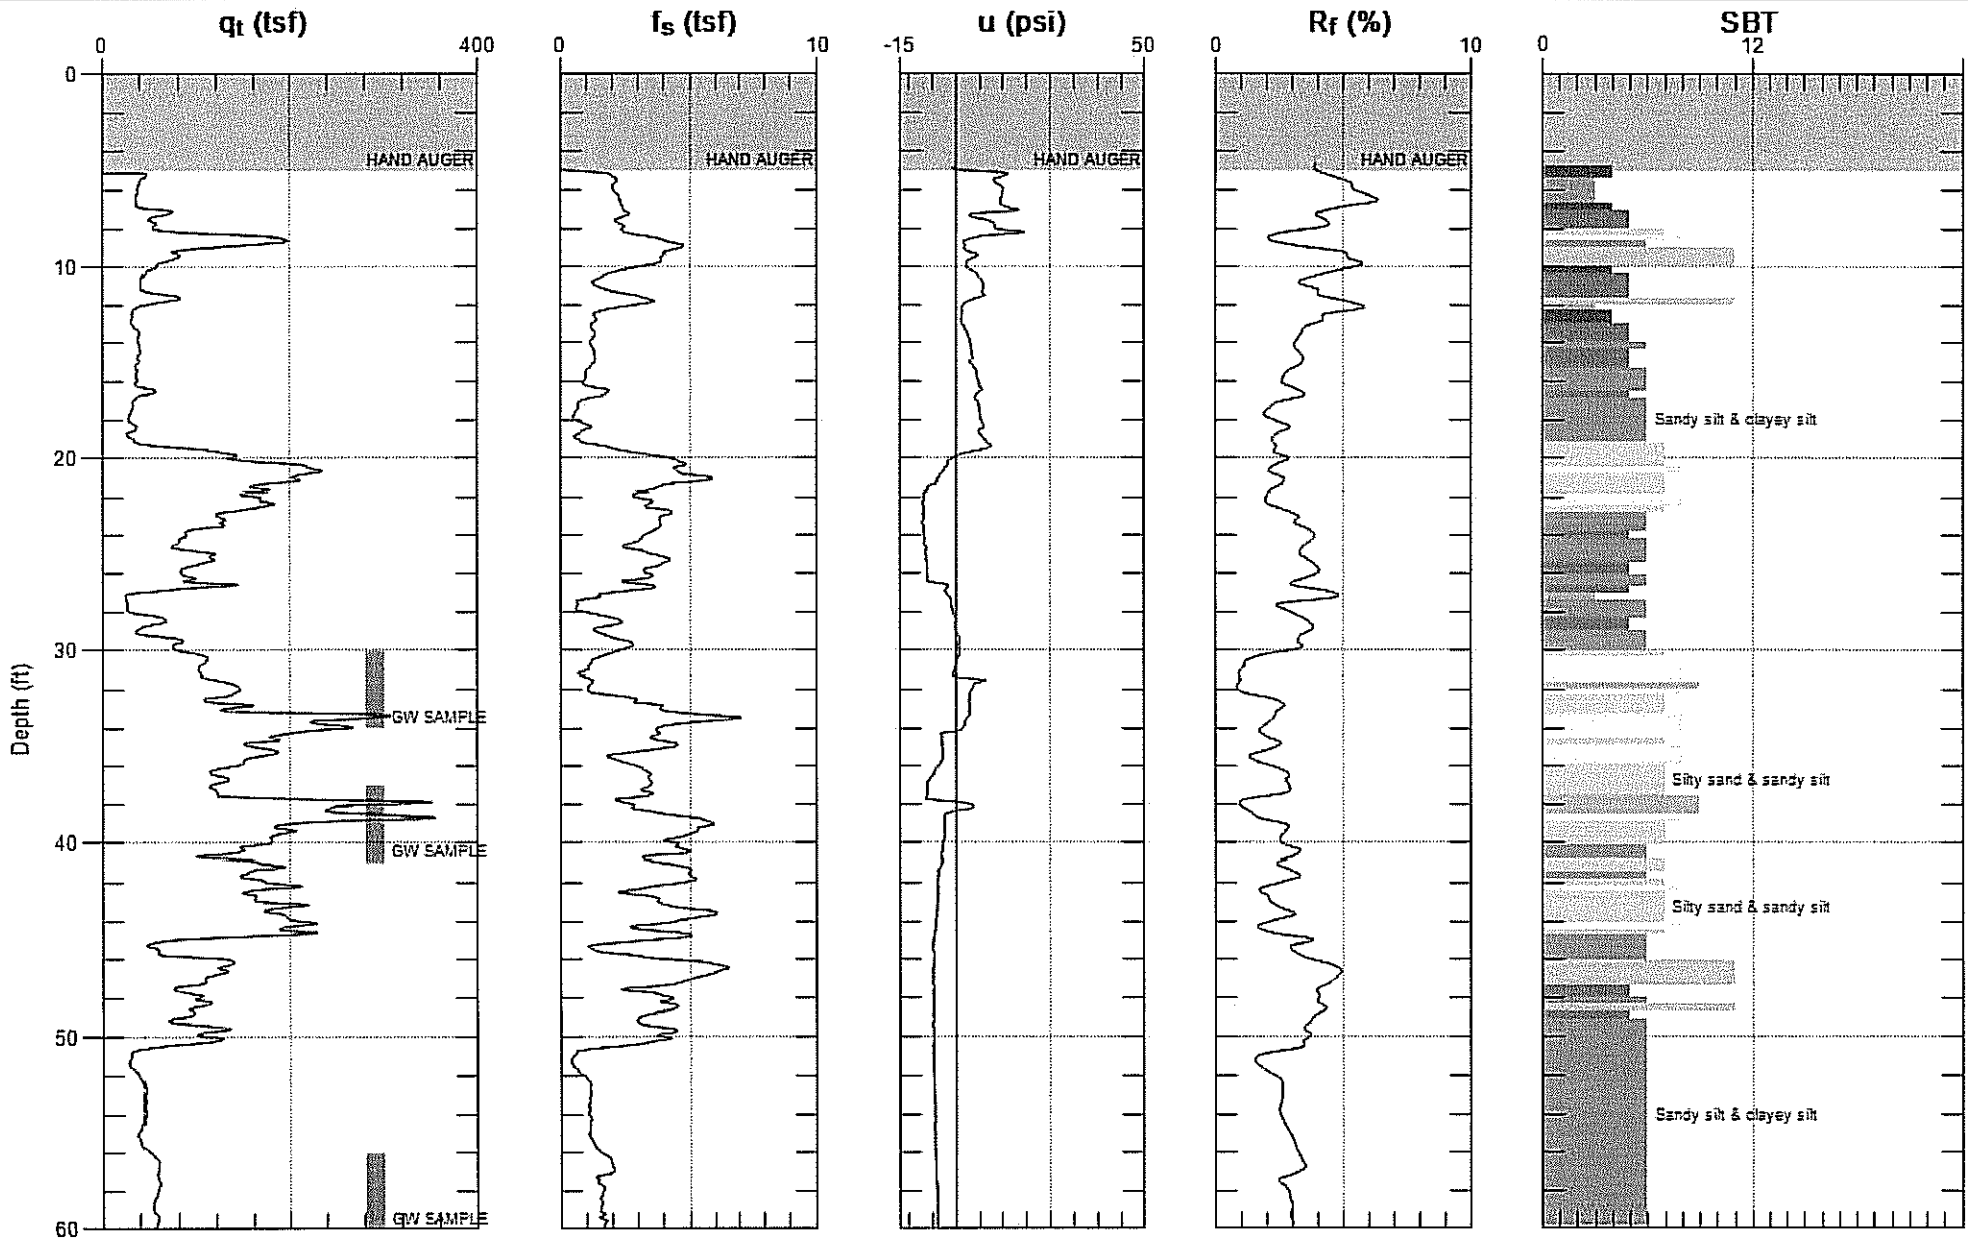 qt (tsf) fs (tsf) u (psi) Rf (%) SBT
0 400 0 10 -15 50 0 10 0 12
0
HAND AUGER HAND AUGER HAND AUGER HAND AUGER
10
Sandy silt & clayey silt
20
30
Depth (ft)
GW SAMPLE
Silty sand & sandy silt
40
GW SAMPLE
Silty sand & sandy silt
50
Sandy silt & clayey silt
GW SAMPLE
60